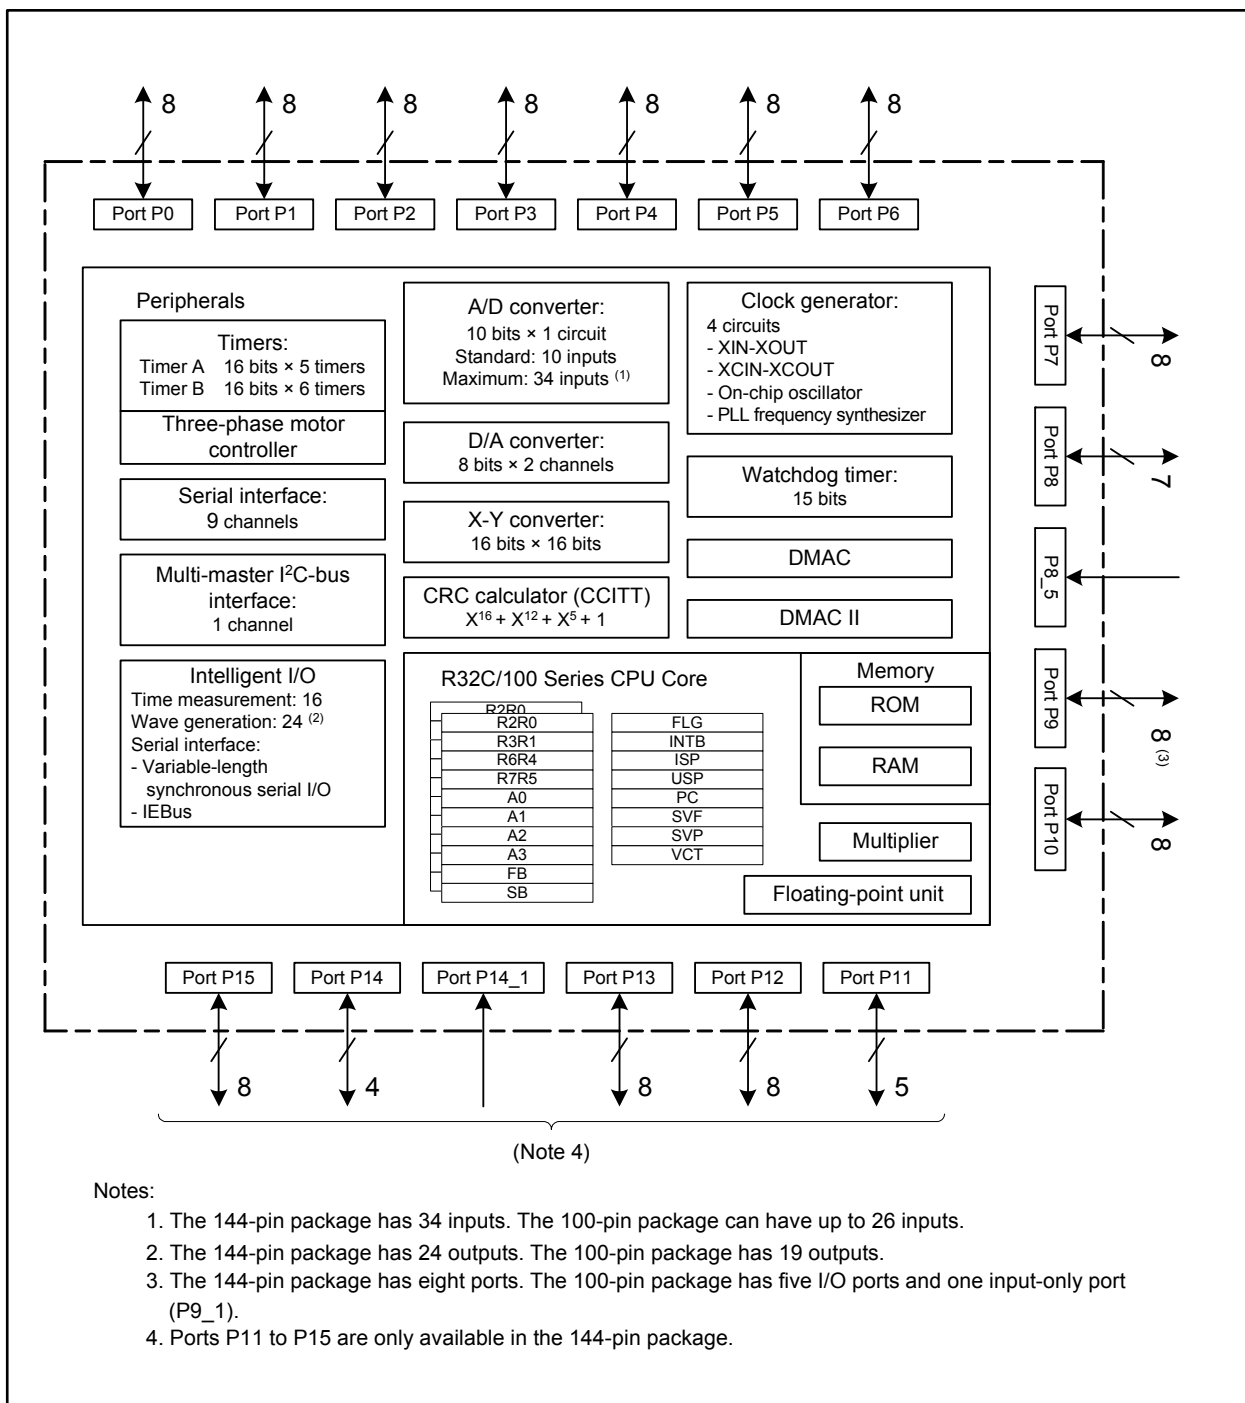 8 8 8 8 8 8 8
Port P0 Port P1 Port P2 Port P3 Port P4 Port P5 Port P6
Peripherals
Timers:
Timer A 16 bits × 5 timers
Timer B 16 bits × 6 timers
Three-phase motor
controller
Serial interface:
9 channels
Multi-master I²C-bus
interface:
1 channel
Intelligent I/O
Time measurement: 16
Wave generation: 24 (2)
Serial interface:
- Variable-length
synchronous serial I/O
- IEBus
A/D converter:
10 bits × 1 circuit
Standard: 10 inputs
Maximum: 34 inputs (1)
D/A converter:
8 bits × 2 channels
X-Y converter:
16 bits × 16 bits
CRC calculator (CCITT)
X¹⁶ + X¹² + X⁵ + 1
Clock generator:
4 circuits
- XIN-XOUT
- XCIN-XCOUT
- On-chip oscillator
- PLL frequency synthesizer
Watchdog timer:
15 bits
DMAC
DMAC II
R32C/100 Series CPU Core
R2R0
R2R0
R3R1
R6R4
R7R5
A0
A1
A2
A3
FB
SB
FLG
INTB
ISP
USP
PC
SVF
SVP
VCT
Memory
ROM
RAM
Multiplier
Floating-point unit
Port P7
8
Port P8
7
P8_5
Port P9
8 (3)
Port P10
8
Port P15 Port P14 Port P14_1 Port P13 Port P12 Port P11
8 4 8 8 5
(Note 4)
Notes:
1. The 144-pin package has 34 inputs. The 100-pin package can have up to 26 inputs.
2. The 144-pin package has 24 outputs. The 100-pin package has 19 outputs.
3. The 144-pin package has eight ports. The 100-pin package has five I/O ports and one input-only port
(P9_1).
4. Ports P11 to P15 are only available in the 144-pin package.